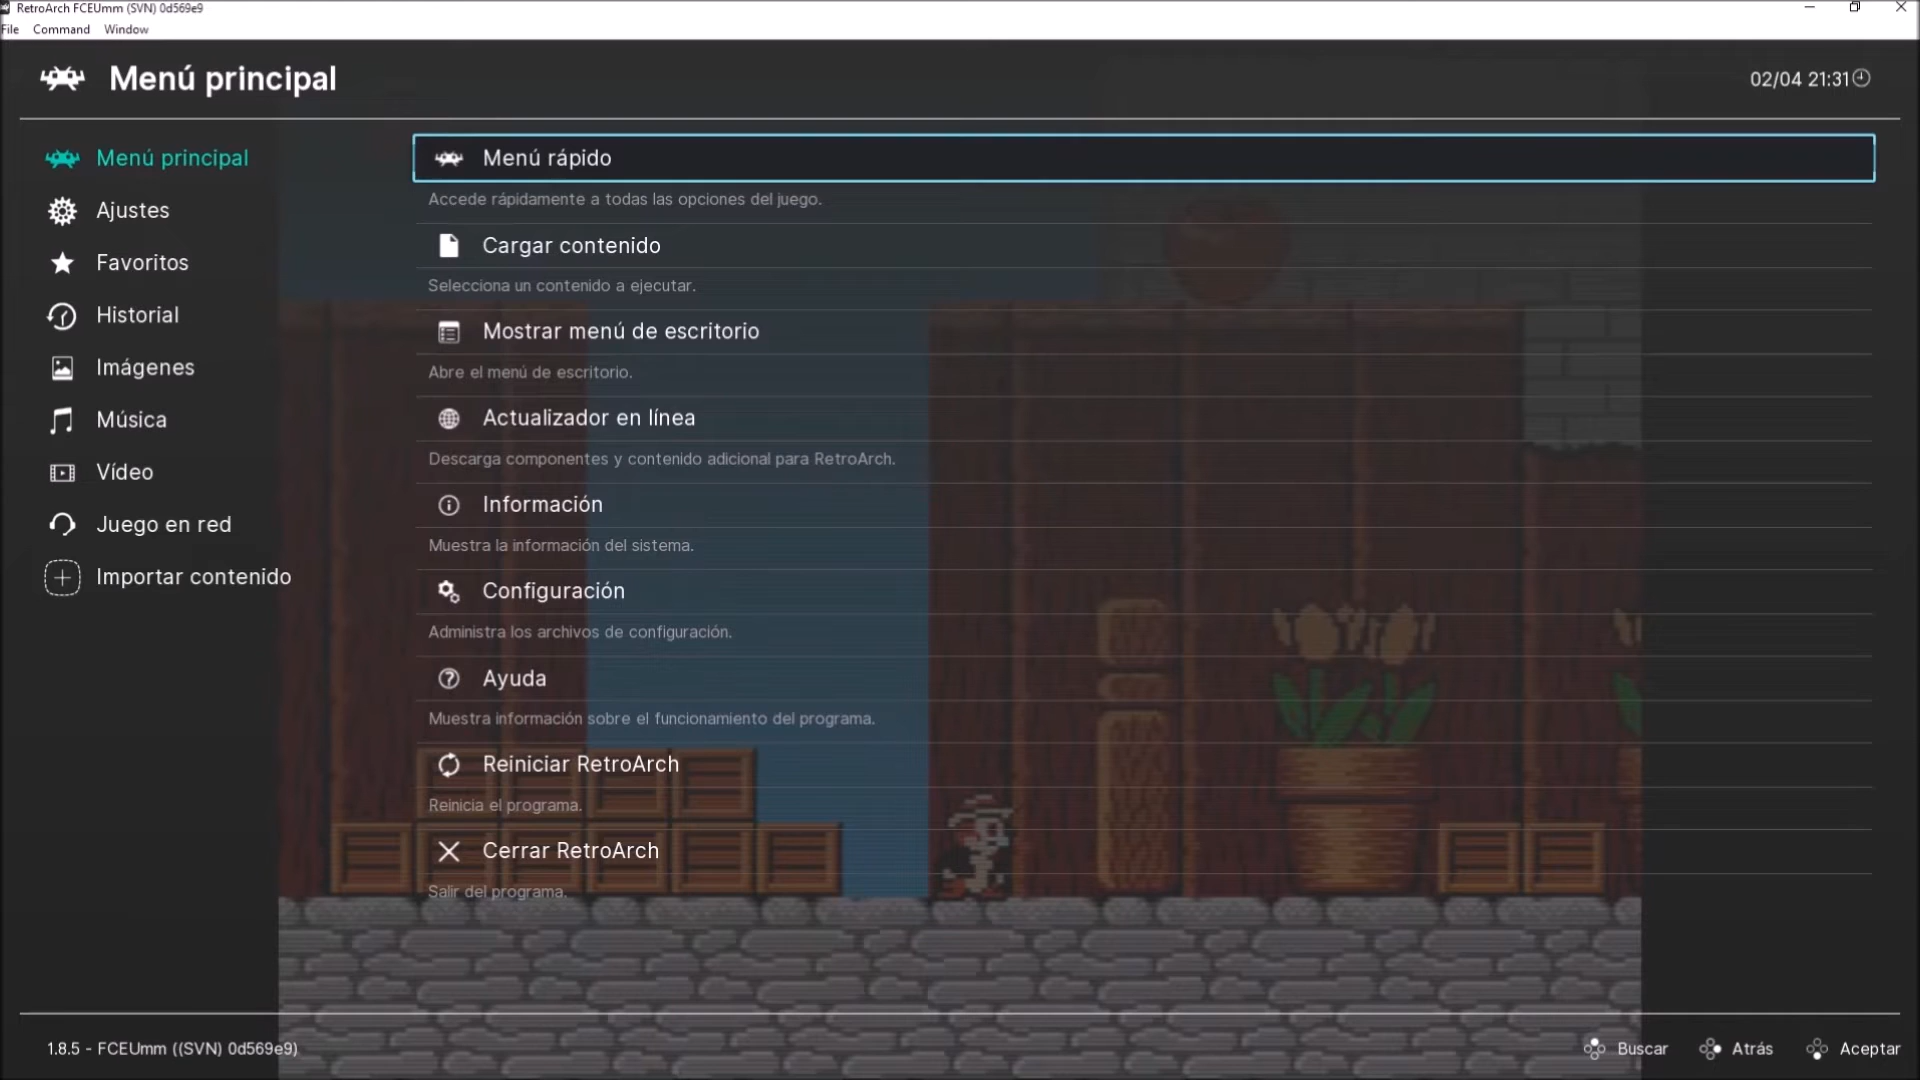 RetroArch FCEUmm (SVN) 0d569e9
File Command Window
Menú principal
02/04 21:31
Menú principal
Ajustes
Favoritos
Historial
Imágenes
Música
Vídeo
Juego en red
Importar contenido
Menú rápido
Accede rápidamente a todas las opciones del juego.
Cargar contenido
Selecciona un contenido a ejecutar.
Mostrar menú de escritorio
Abre el menú de escritorio.
Actualizador en línea
Descarga componentes y contenido adicional para RetroArch.
Información
Muestra la información del sistema.
Configuración
Administra los archivos de configuración.
Ayuda
Muestra información sobre el funcionamiento del programa.
Reiniciar RetroArch
Reinicia el programa.
Cerrar RetroArch
Salir del programa.
1.8.5 - FCEUmm ((SVN) 0d569e9)
Buscar Atrás Aceptar